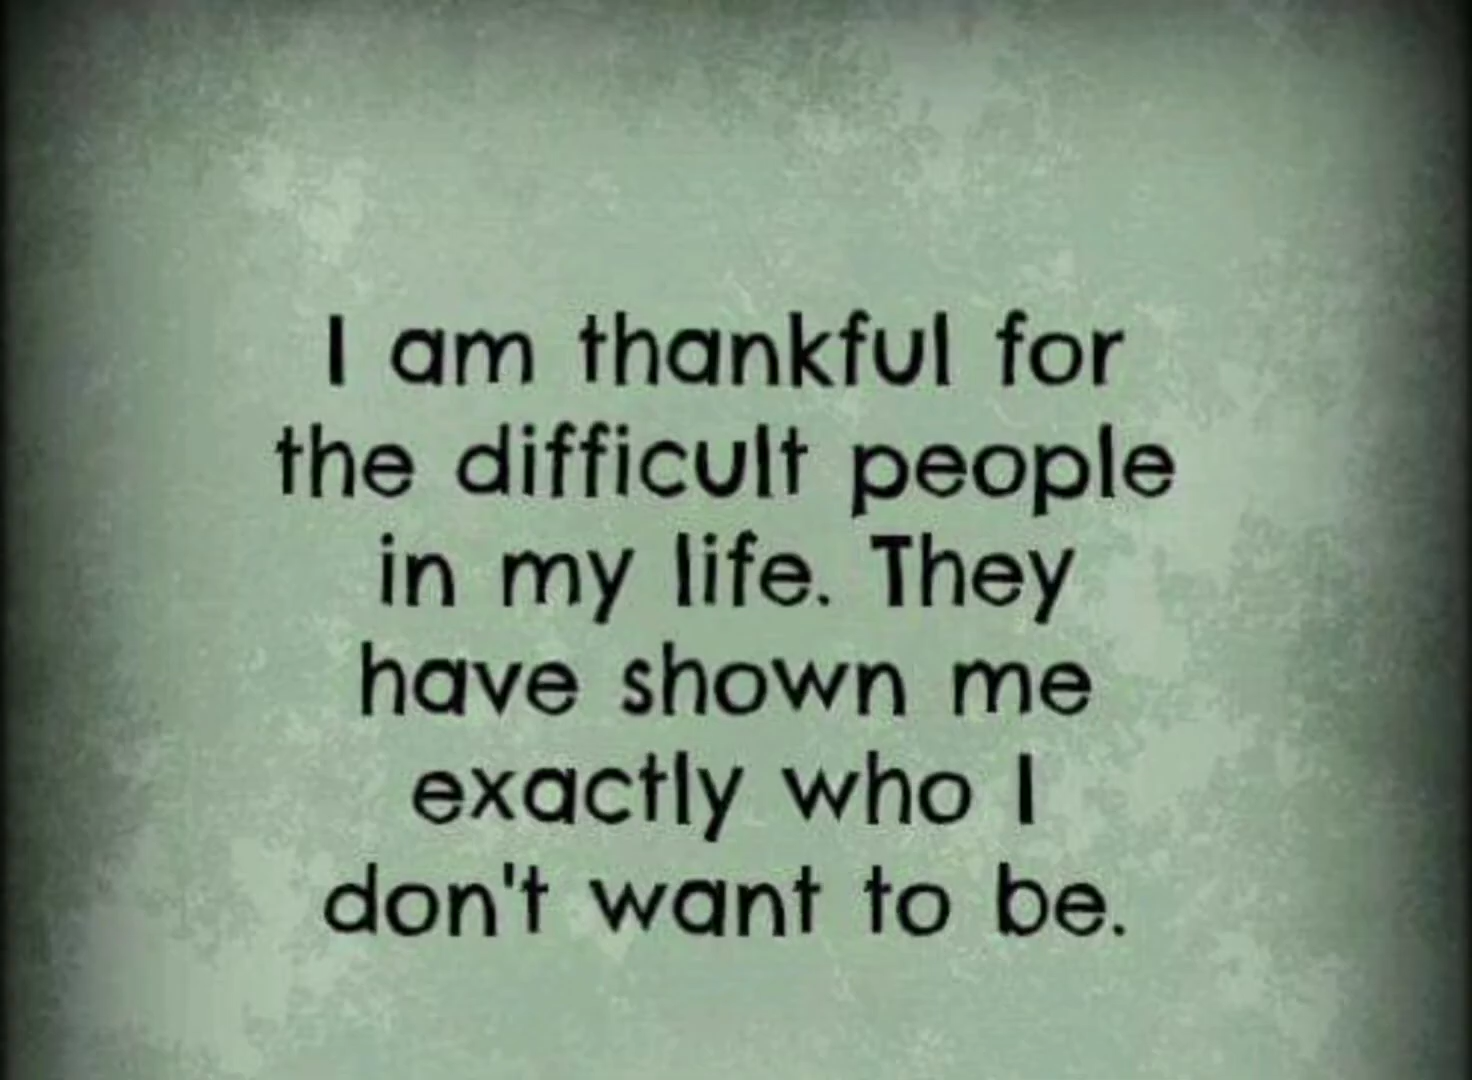 I am thankful for
the difficult people
in my life. They
have shown me
exactly who I
don't want to be.